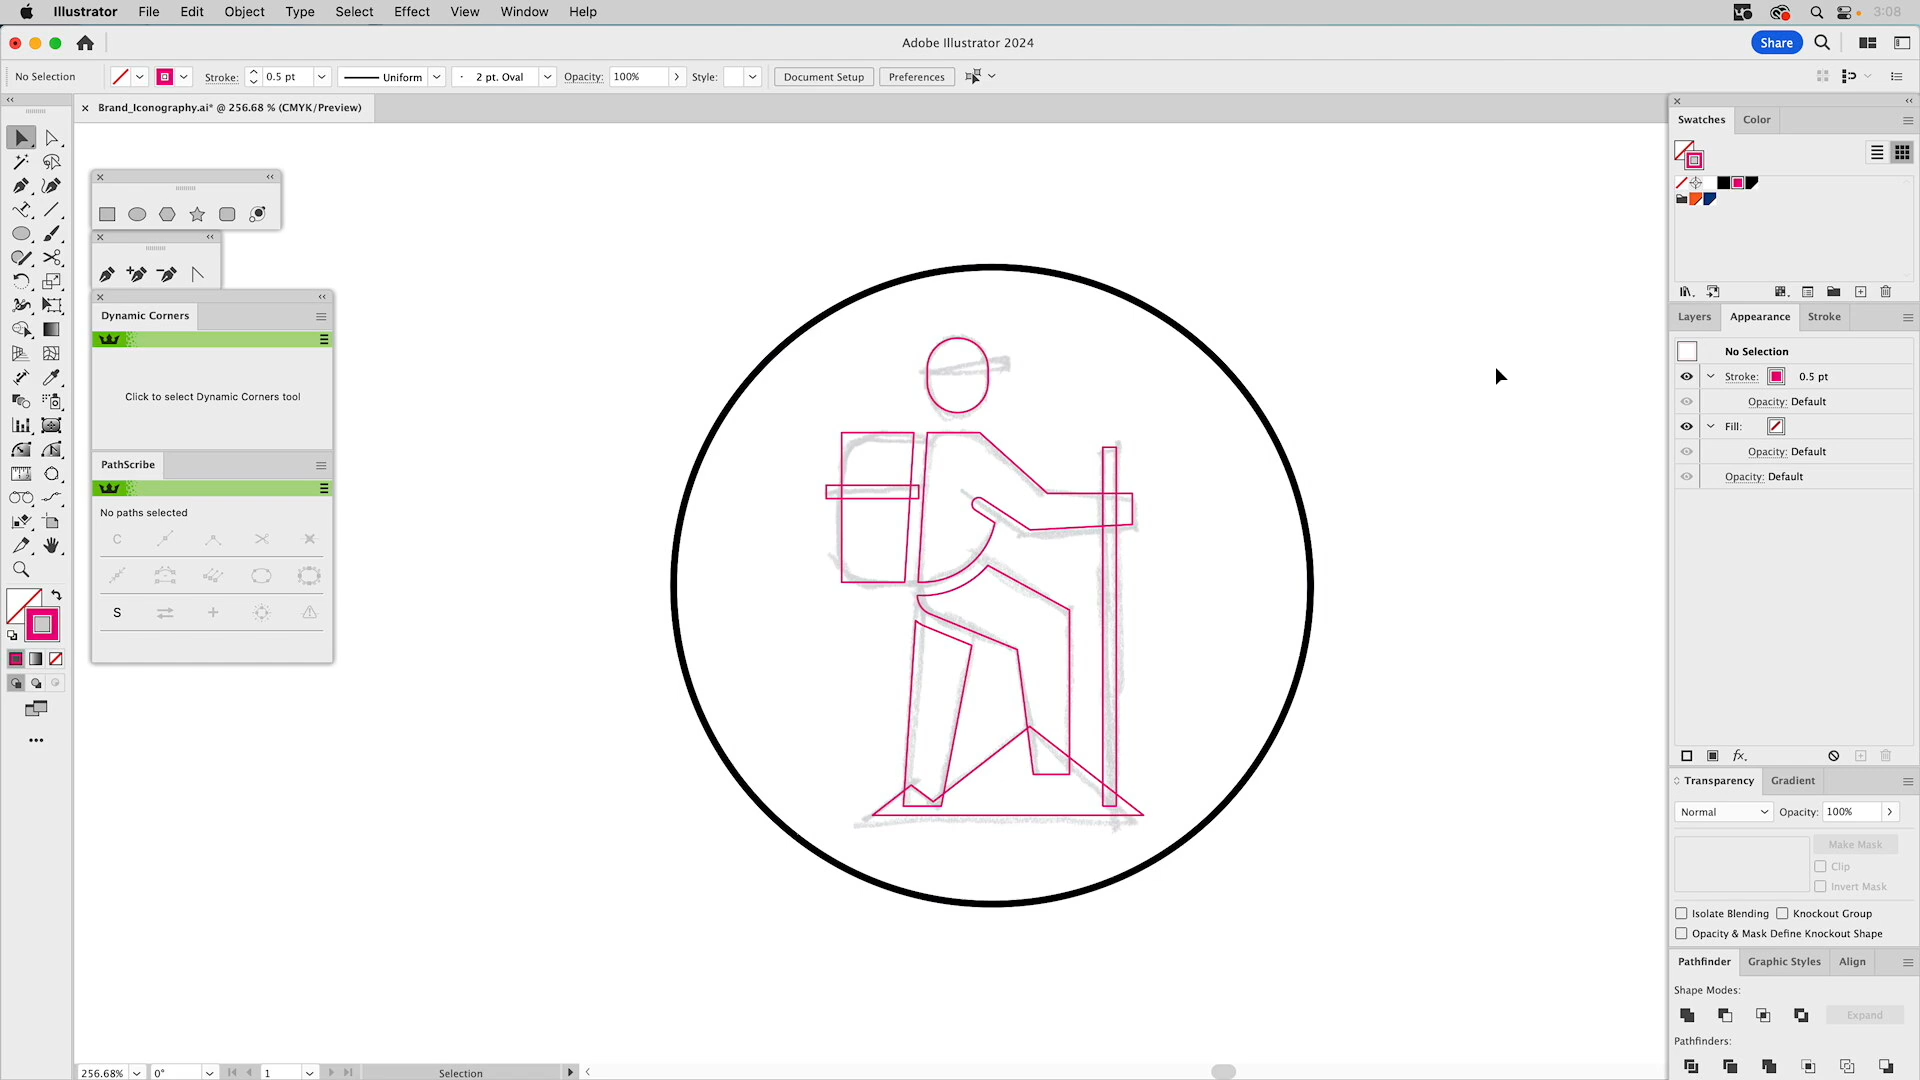 Illustrator File Edit Object Type Select Effect View Window Help 3:08
Adobe Illustrator 2024 Share
No Selection Stroke: 0.5 pt Uniform 2 pt. Oval Opacity: 100% Style: Document Setup Preferences
Brand_Iconography.ai* @ 256.68 % (CMYK/Preview)
Swatches Color
Dynamic Corners
Click to select Dynamic Corners tool
PathScribe
No paths selected
C
S
Layers Appearance Stroke
No Selection
Stroke: 0.5 pt
Opacity: Default
Fill:
Opacity: Default
Opacity: Default
fx
Transparency Gradient
Normal Opacity: 100%
Make Mask
Clip
Invert Mask
Isolate Blending Knockout Group
Opacity & Mask Define Knockout Shape
Pathfinder Graphic Styles Align
Shape Modes:
Expand
Pathfinders:
256.68% 0° 1 Selection